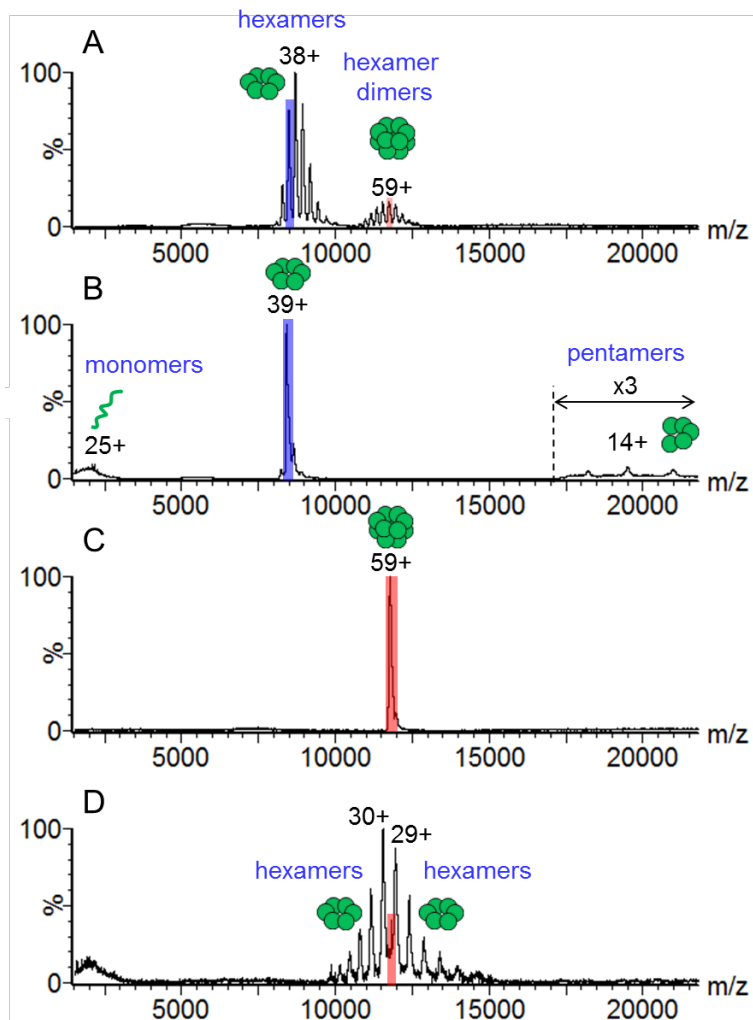 A
hexamers
38+
hexamer
dimers
59+
100
%
0
5000
10000
15000
20000
m/z
B
39+
monomers
25+
pentamers
x3
14+
100
%
0
5000
10000
15000
20000
m/z
C
59+
100
%
0
5000
10000
15000
20000
m/z
D
30+
29+
hexamers
hexamers
100
%
0
5000
10000
15000
20000
m/z